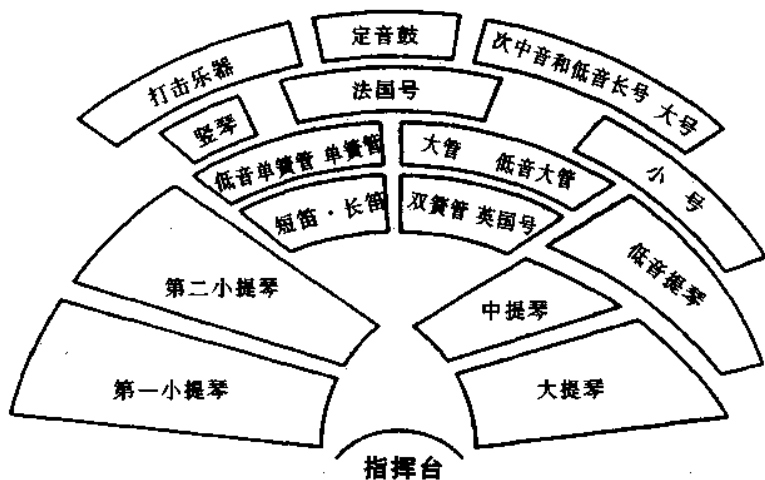 定音鼓
打击乐器
次中音和低音长号 大号
法国号
竖琴
低音单簧管 单簧管
大管 低音大管
小号
短笛·长笛
双簧管 英国号
低音提琴
第二小提琴
中提琴
第一小提琴
大提琴
指挥台